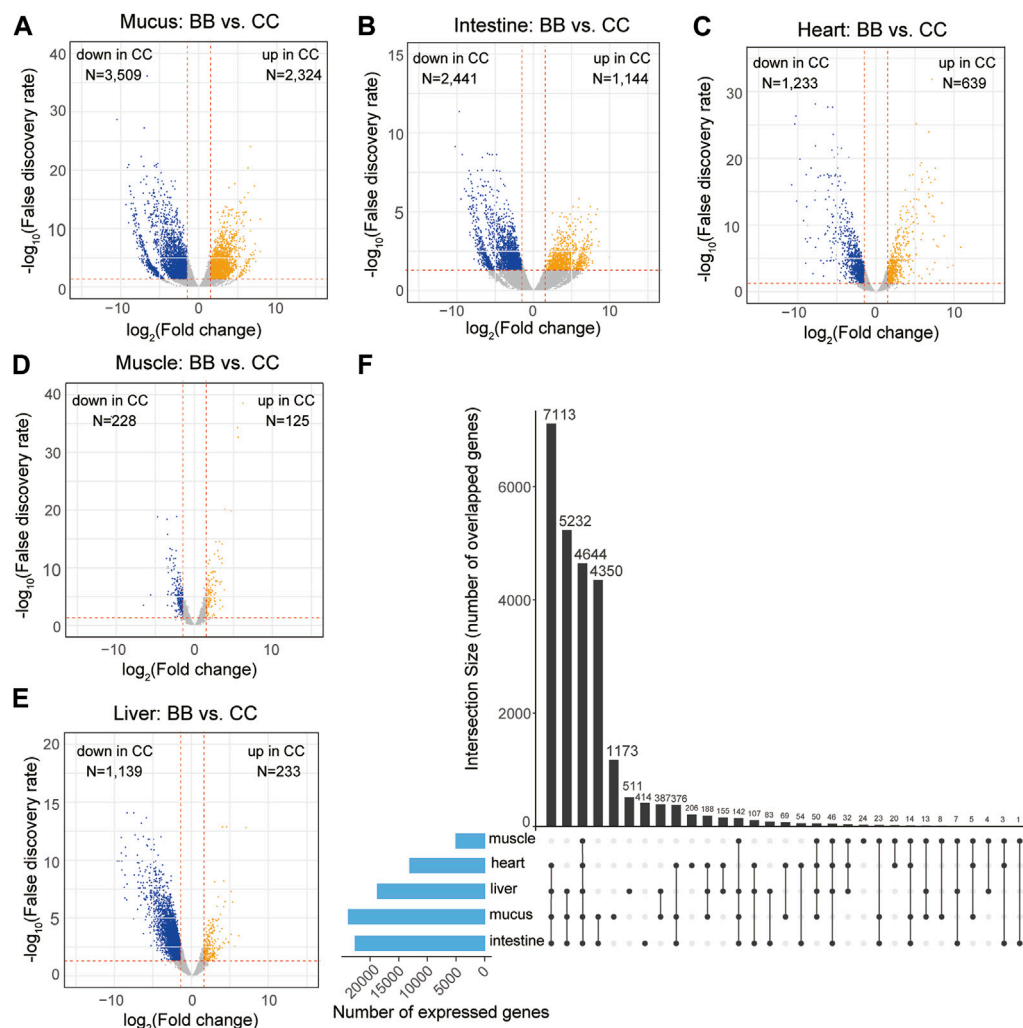 A
Mucus: BB vs. CC
40
30
20
10
0
down in CC
N=3,509
up in CC
N=2,324
-log10(False discovery rate)
−10 0 10
log2(Fold change)
B
Intestine: BB vs. CC
15
10
5
0
down in CC
N=2,441
up in CC
N=1,144
-log10(False discovery rate)
−10 0 10
log2(Fold change)
C
Heart: BB vs. CC
40
30
20
10
0
down in CC
N=1,233
up in CC
N=639
-log10(False discovery rate)
−10 0 10
log2(Fold change)
D
Muscle: BB vs. CC
40
30
20
10
0
down in CC
N=228
up in CC
N=125
-log10(False discovery rate)
−10 0 10
log2(Fold change)
E
Liver: BB vs. CC
20
15
10
5
0
down in CC
N=1,139
up in CC
N=233
-log10(False discovery rate)
−10 0 10
log2(Fold change)
F
Intersection Size (number of overlapped genes)
6000
4000
2000
0
7113
5232
4644
4350
1173
511
414
387
376
206
188
155
142
107
83
69
54
50
46
32
24
23
20
14
13
8
7
5
4
3
1
muscle
heart
liver
mucus
intestine
20000 15000 10000 5000 0
Number of expressed genes